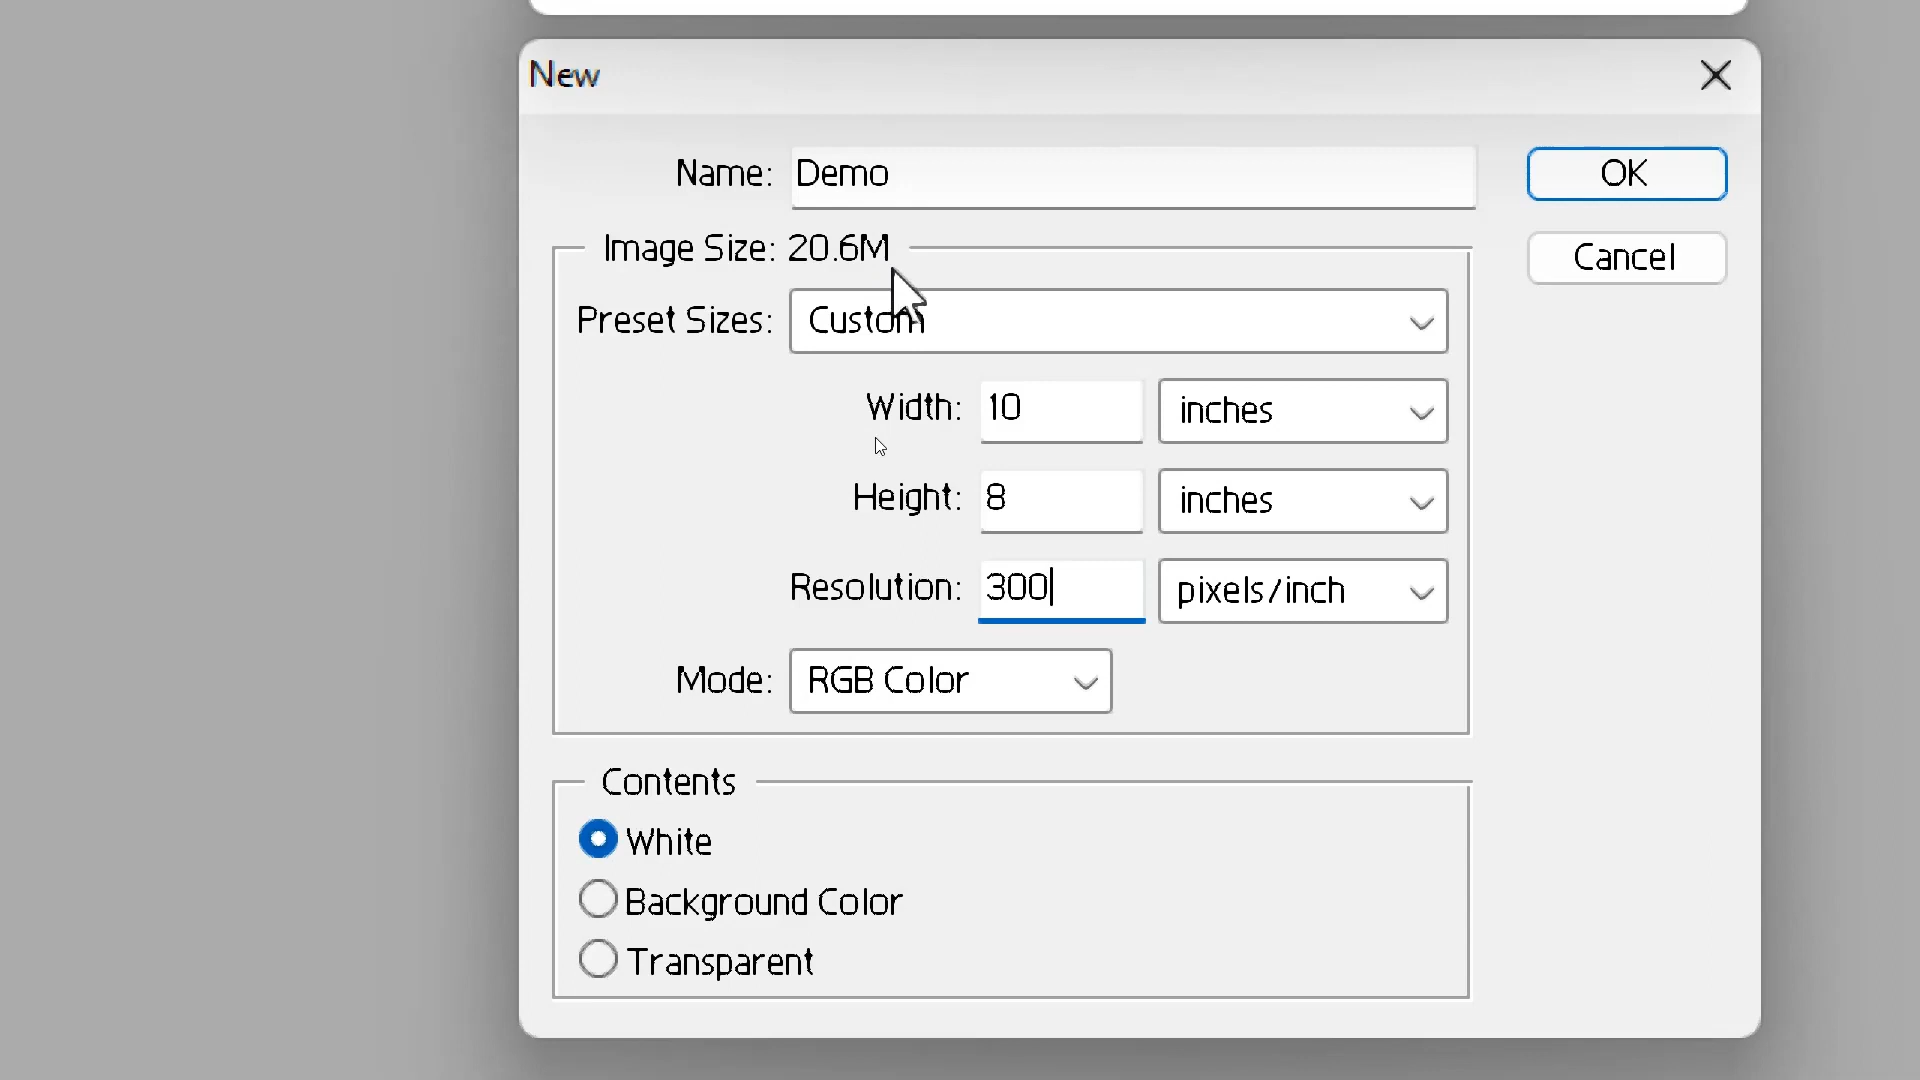 New
Name: Demo
OK
Image Size: 20.6M
Cancel
Preset Sizes: Custom
Width: 10 inches
Height: 8 inches
Resolution: 300 pixels/inch
Mode: RGB Color
Contents
White
Background Color
Transparent